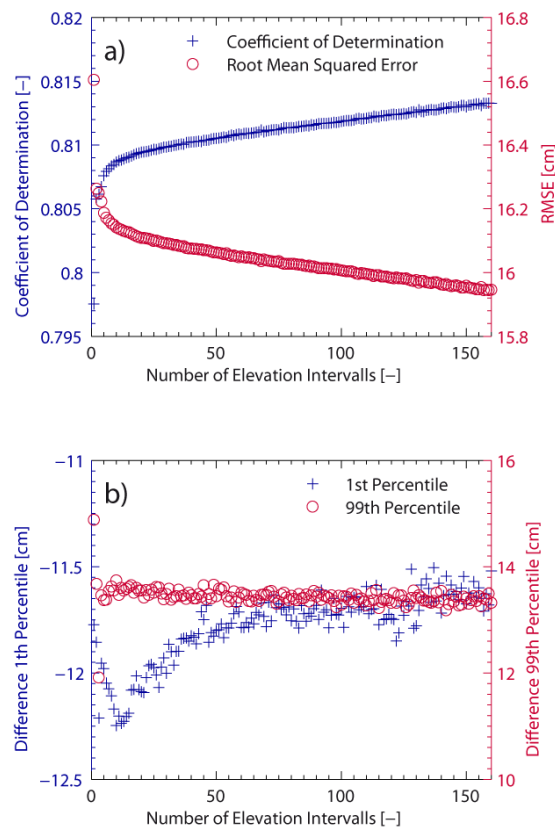 a)
Coefficient of Determination
Root Mean Squared Error
0.82
0.815
0.81
0.805
0.8
0.795
Coefficient of Determination [−]
16.8
16.6
16.4
16.2
16
15.8
RMSE [cm]
0
50
100
150
Number of Elevation Intervalls [−]
b)
1st Percentile
99th Percentile
−11
−11.5
−12
−12.5
Difference 1th Percentile [cm]
16
14
12
10
Difference 99th Percentile [cm]
0
50
100
150
Number of Elevation Intervalls [−]